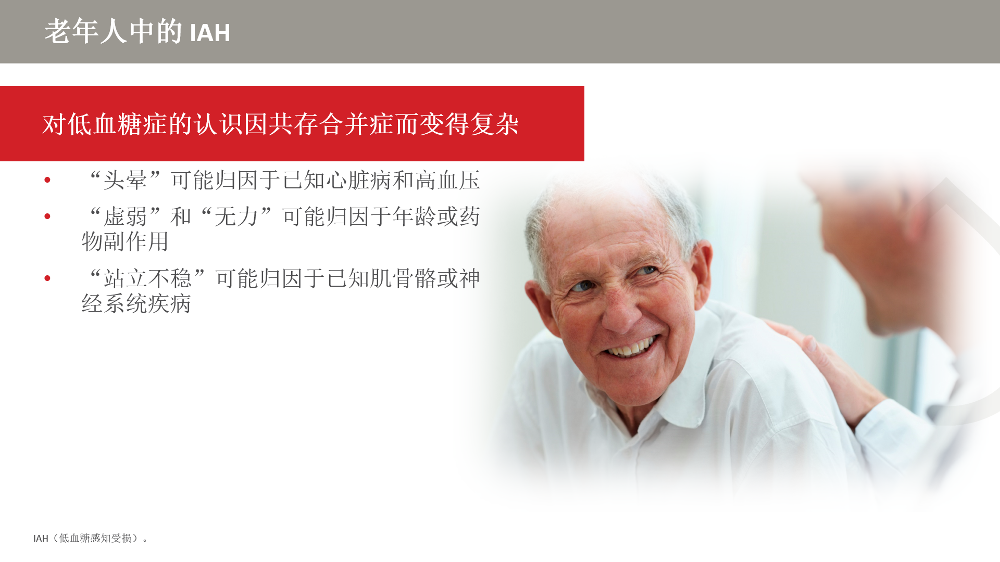 老年人中的 IAH
对低血糖症的认识因共存合并症而变得复杂
• “头晕”可能归因于已知心脏病和高血压
• “虚弱”和“无力”可能归因于年龄或药
物副作用
• “站立不稳”可能归因于已知肌骨骼或神
经系统疾病
IAH（低血糖感知受损）。